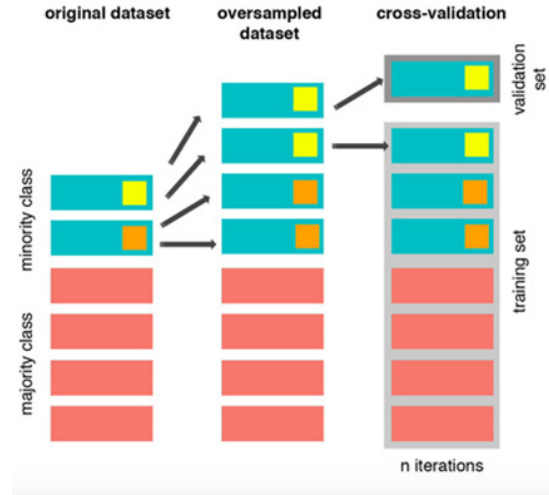 original dataset
oversampled
dataset
cross-validation
minority class
majority class
validation
set
training set
n iterations